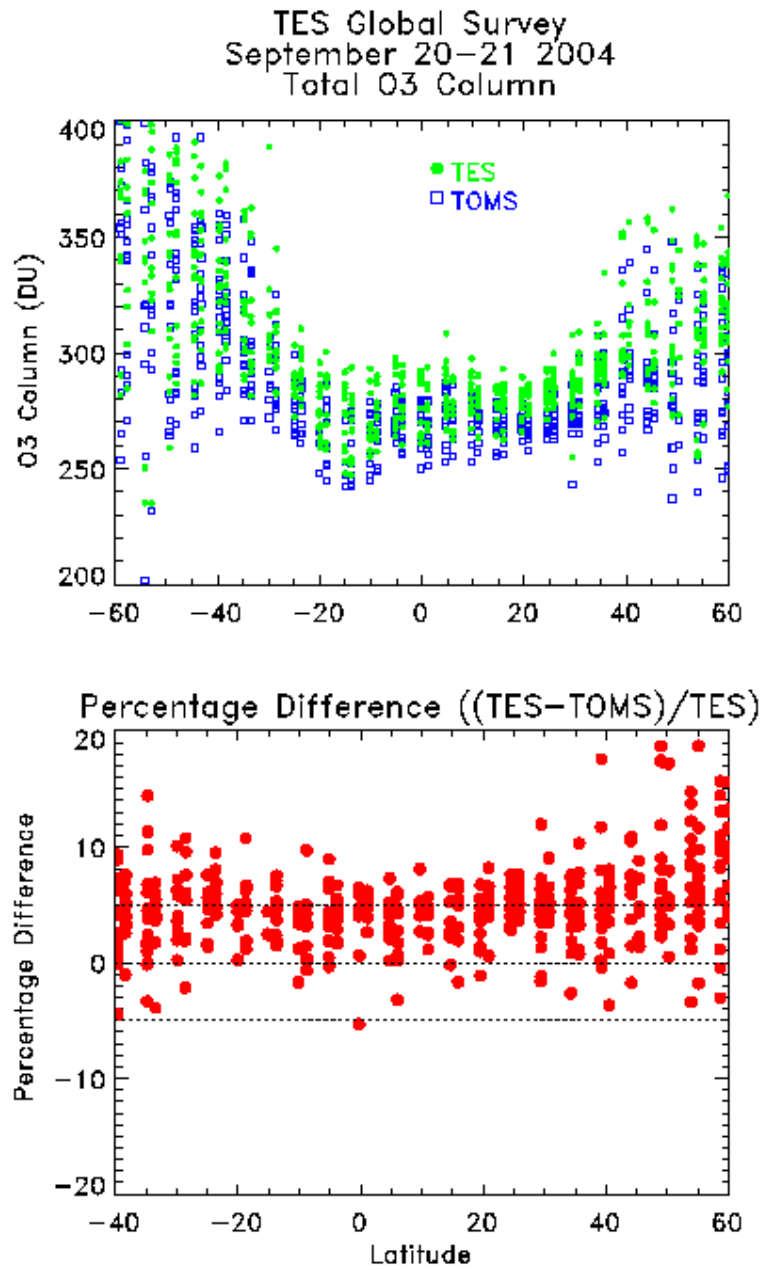 TES Global Survey
September 20-21 2004
Total O3 Column
400
350
300
250
200
O3 Column (DU)
TES
TOMS
-60 -40 -20 0 20 40 60
Percentage Difference ((TES-TOMS)/TES)
20
10
0
-10
-20
Percentage Difference
-40 -20 0 20 40 60
Latitude